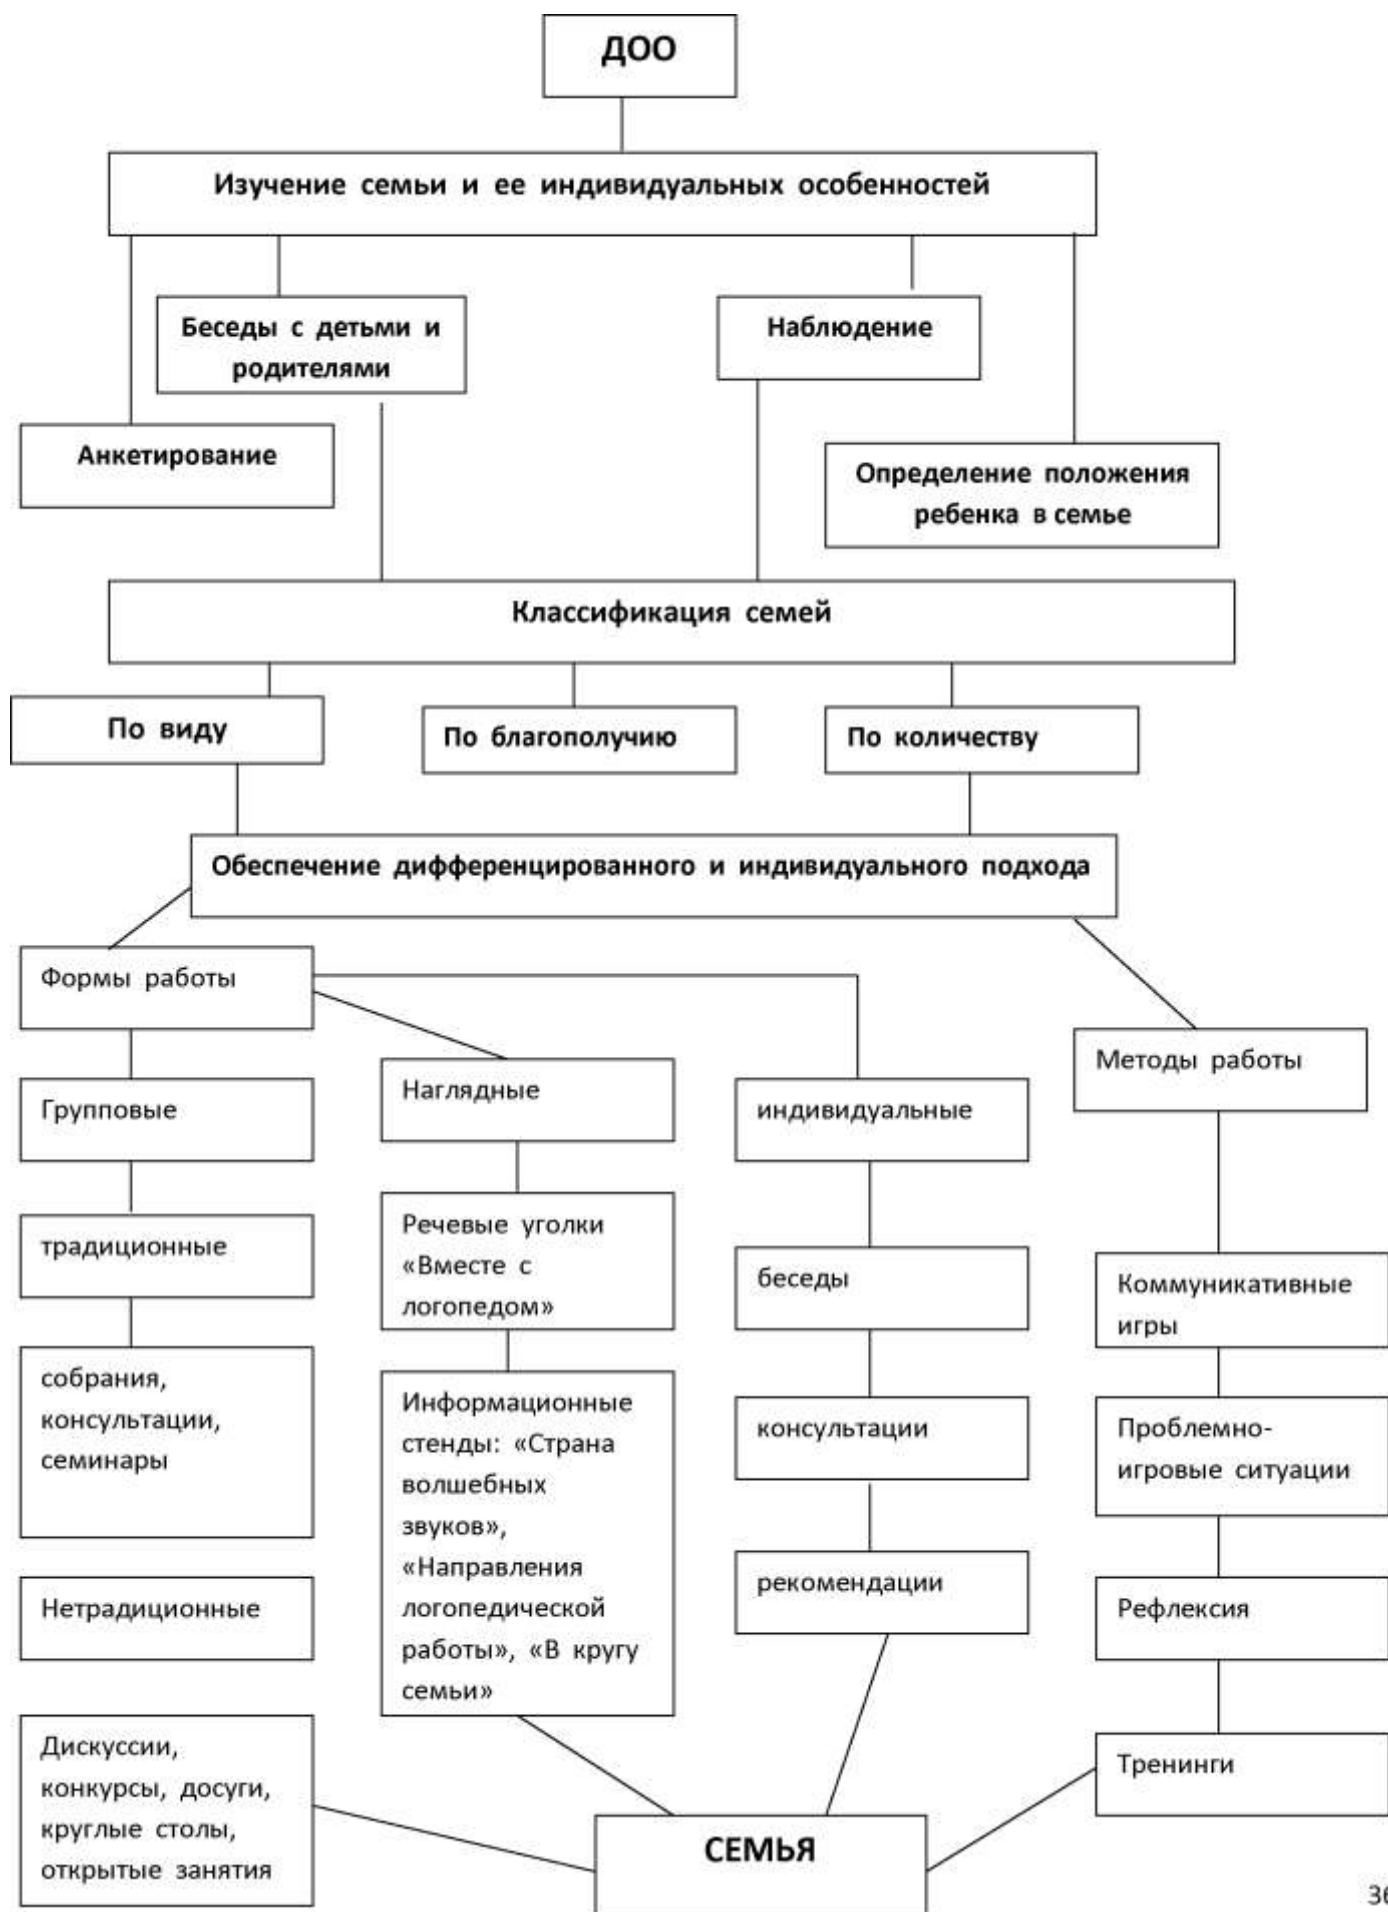 ДОО
Изучение семьи и ее индивидуальных особенностей
Беседы с детьми и
родителями
Наблюдение
Анкетирование
Определение положения
ребенка в семье
Классификация семей
По виду
По благополучию
По количеству
Обеспечение дифференцированного и индивидуального подхода
Формы работы
Методы работы
Групповые
Наглядные
индивидуальные
традиционные
Речевые уголки
«Вместе с
логопедом»
беседы
Коммуникативные
игры
собрания,
консультации,
семинары
Информационные
стенды: «Страна
волшебных
звуков»,
«Направления
логопедической
работы», «В кругу
семьи»
консультации
Проблемно-
игровые ситуации
Нетрадиционные
рекомендации
Рефлексия
Дискуссии,
конкурсы, досуги,
круглые столы,
открытые занятия
Тренинги
СЕМЬЯ
36